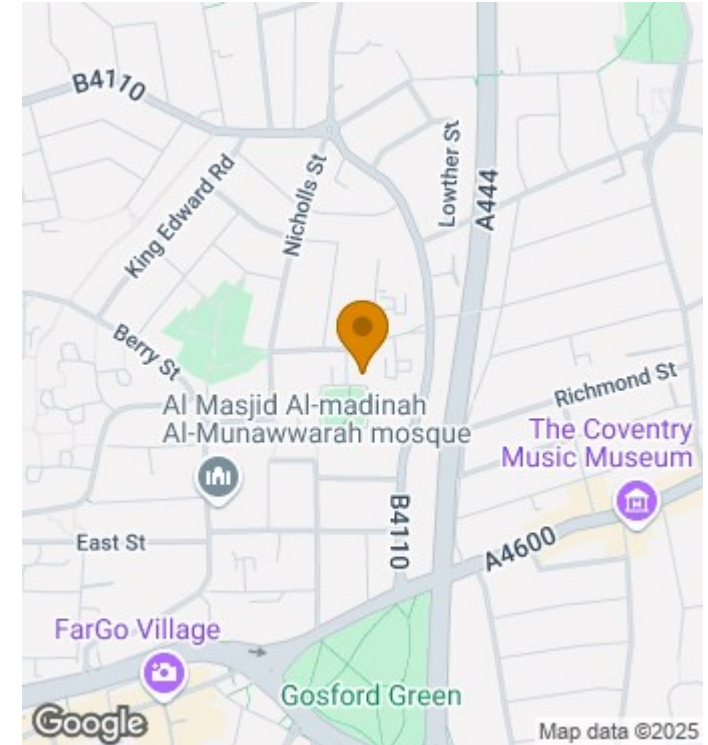 B4110
Lowther St
Nicholls St
A444
King Edward Rd
Berry St
Al Masjid Al-madinah
Al-Munawwarah mosque
Richmond St
The Coventry
Music Museum
B4110
East St
A4600
FarGo Village
Gosford Green
Google
Map data ©2025